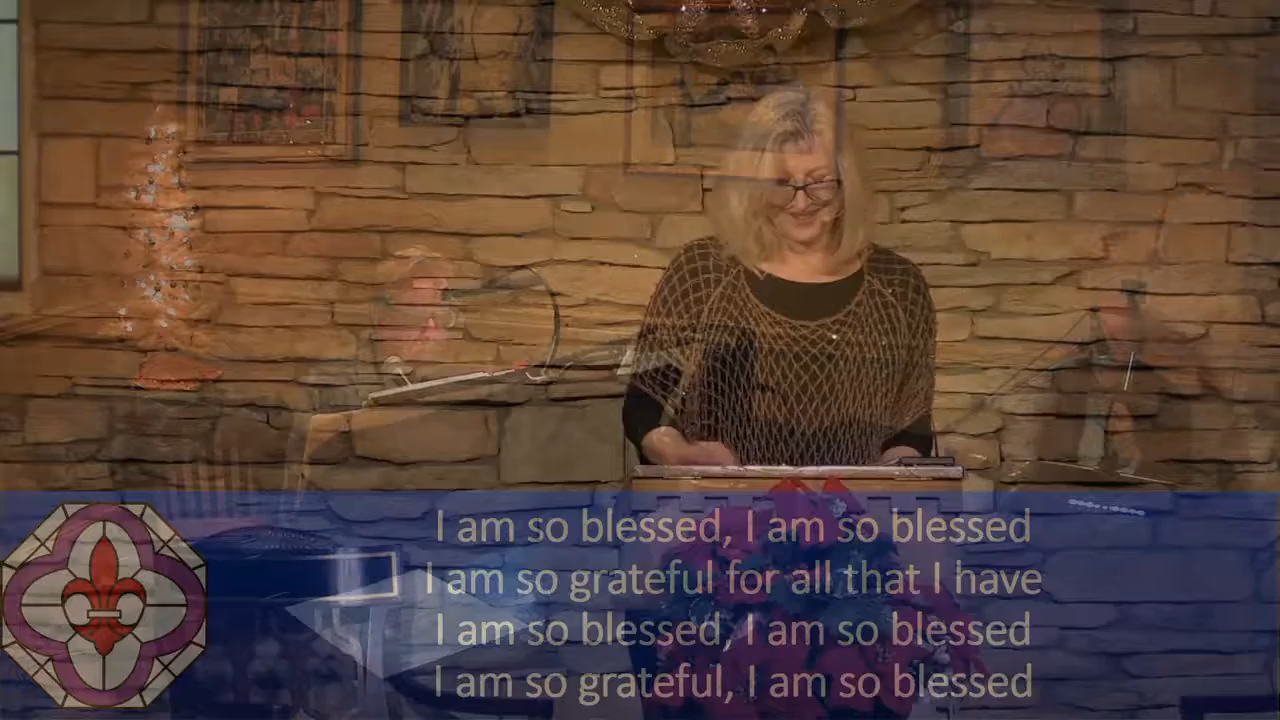 I am so blessed, I am so blessed
I am so grateful for all that I have
I am so blessed, I am so blessed
I am so grateful, I am so blessed